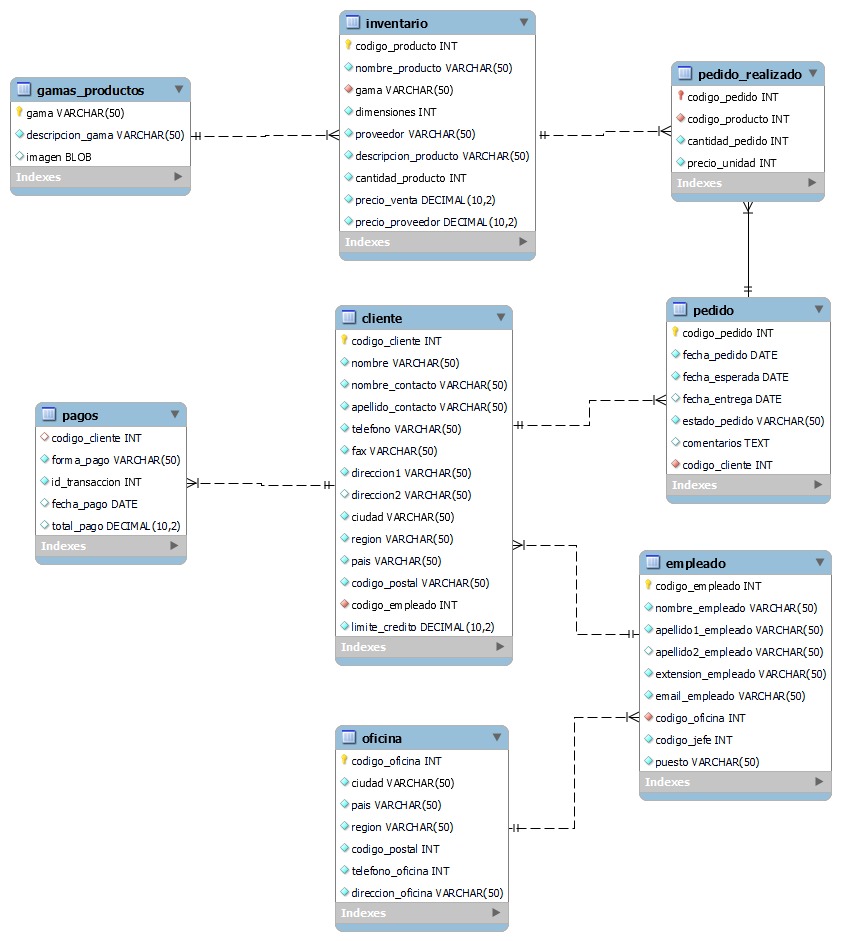 inventario
codigo_producto INT
nombre_producto VARCHAR(50)
gama VARCHAR(50)
dimensiones INT
proveedor VARCHAR(50)
descripcion_producto VARCHAR(50)
cantidad_producto INT
precio_venta DECIMAL(10,2)
precio_proveedor DECIMAL(10,2)
Indexes
gamas_productos
gama VARCHAR(50)
descripcion_gama VARCHAR(50)
imagen BLOB
Indexes
pedido_realizado
codigo_pedido INT
codigo_producto INT
cantidad_pedido INT
precio_unidad INT
Indexes
cliente
codigo_cliente INT
nombre VARCHAR(50)
nombre_contacto VARCHAR(50)
apellido_contacto VARCHAR(50)
telefono VARCHAR(50)
fax VARCHAR(50)
direccion1 VARCHAR(50)
direccion2 VARCHAR(50)
ciudad VARCHAR(50)
region VARCHAR(50)
pais VARCHAR(50)
codigo_postal VARCHAR(50)
codigo_empleado INT
limite_credito DECIMAL(10,2)
Indexes
pedido
codigo_pedido INT
fecha_pedido DATE
fecha_esperada DATE
fecha_entrega DATE
estado_pedido VARCHAR(50)
comentarios TEXT
codigo_cliente INT
Indexes
pagos
codigo_cliente INT
forma_pago VARCHAR(50)
id_transaccion INT
fecha_pago DATE
total_pago DECIMAL(10,2)
Indexes
empleado
codigo_empleado INT
nombre_empleado VARCHAR(50)
apellido1_empleado VARCHAR(50)
apellido2_empleado VARCHAR(50)
extension_empleado VARCHAR(50)
email_empleado VARCHAR(50)
codigo_oficina INT
codigo_jefe INT
puesto VARCHAR(50)
Indexes
oficina
codigo_oficina INT
ciudad VARCHAR(50)
pais VARCHAR(50)
region VARCHAR(50)
codigo_postal INT
telefono_oficina INT
direccion_oficina VARCHAR(50)
Indexes